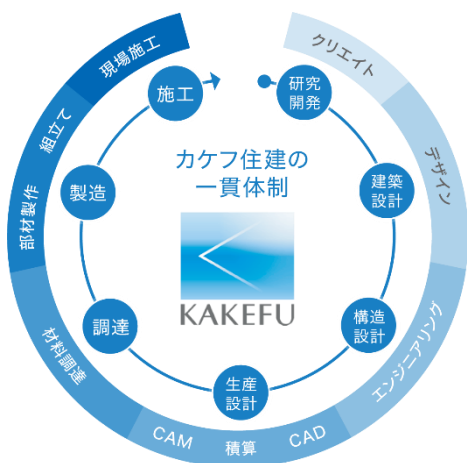 クリエイト
デザイン
エンジニアリング
CAD
積算
CAM
材料調達
部材製作
組立て
現場施工
研究
開発
建築
設計
構造
設計
生産
設計
調達
製造
施工
カケフ住建の
一貫体制
KAKEFU